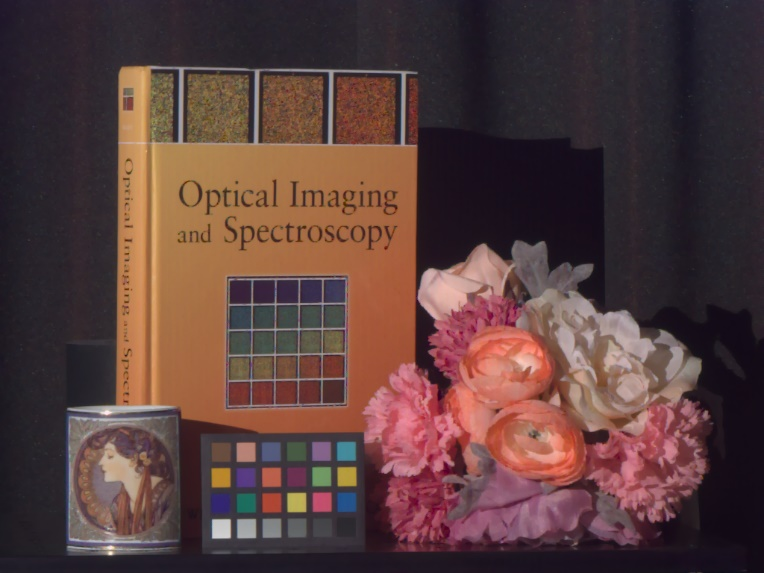 Optical Imaging
and Spectroscopy
Optical Imaging and Spectr